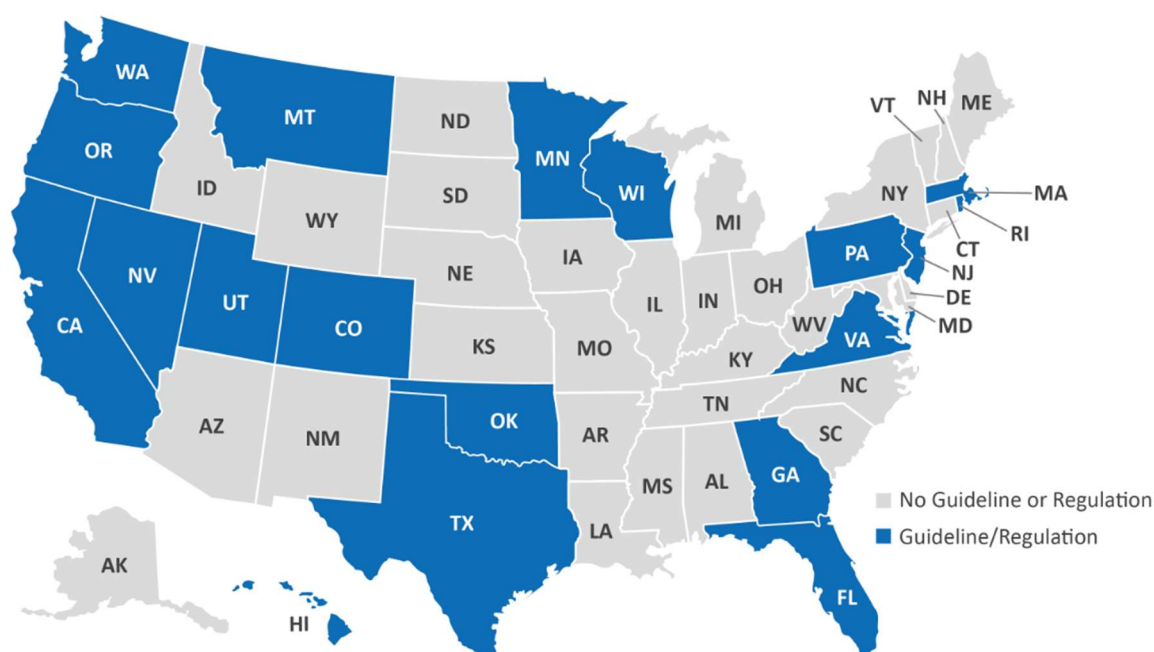 WA
MT
ND
MN
VT
NH
ME
OR
ID
SD
WI
NY
MA
WY
MI
RI
CT
NV
NE
IA
PA
NJ
UT
IL
IN
OH
DE
CA
CO
KS
MO
WV
VA
MD
KY
NC
AZ
NM
OK
AR
TN
SC
MS
AL
GA
No Guideline or Regulation
TX
LA
Guideline/Regulation
AK
HI
FL